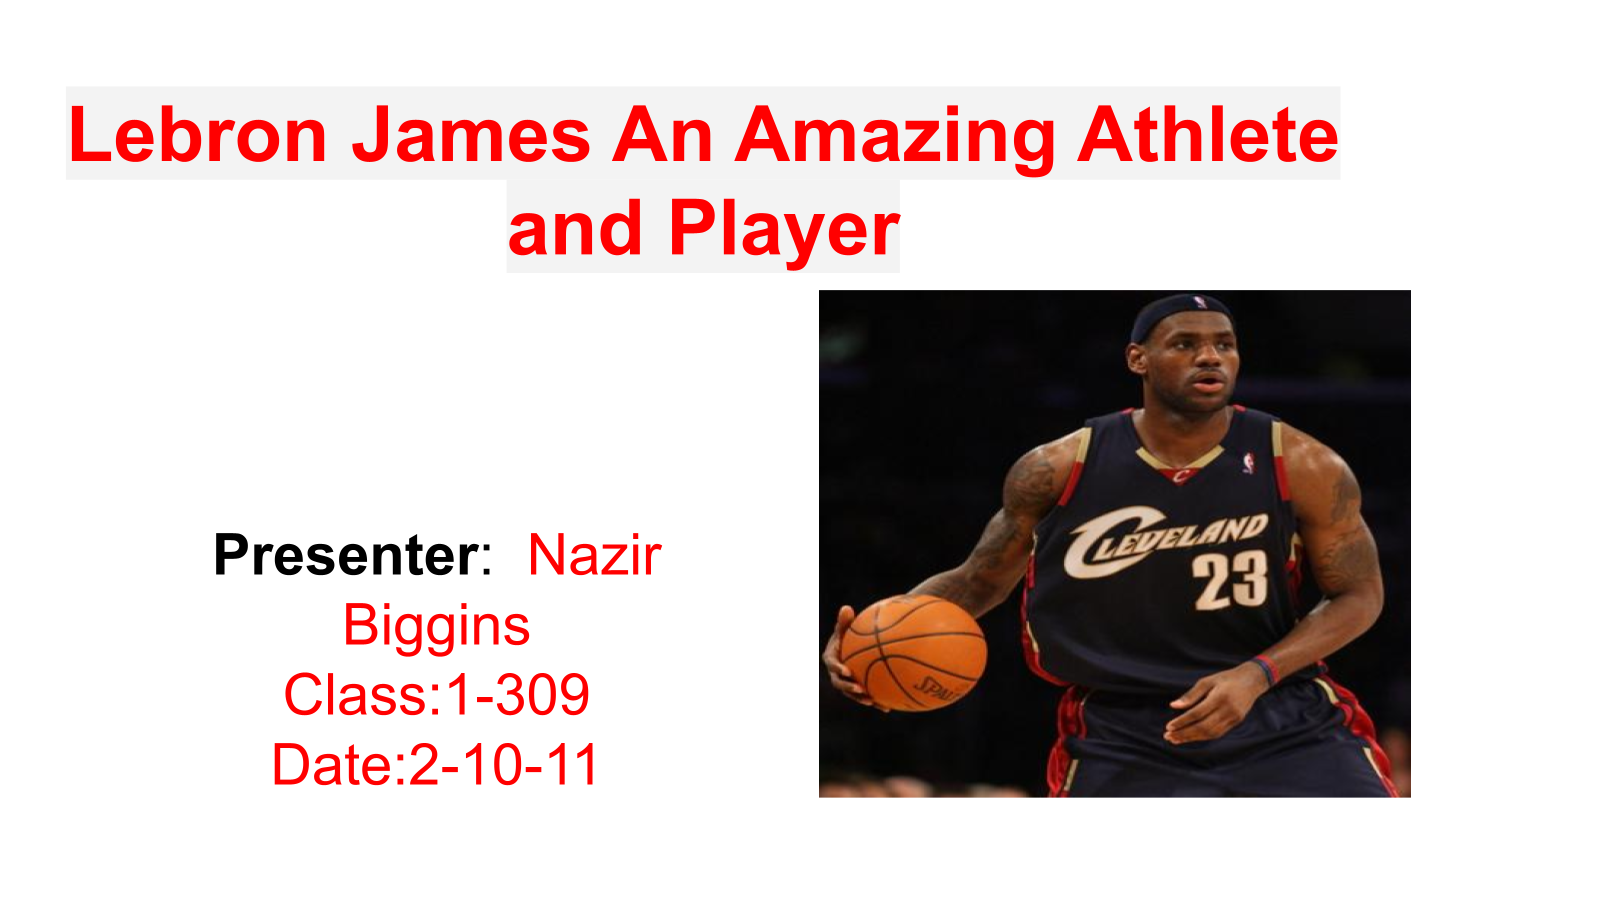 Lebron James An Amazing Athlete
and Player
Presenter: Nazir
Biggins
Class:1-309
Date:2-10-11
CLEVELAND
23
C
SPAL